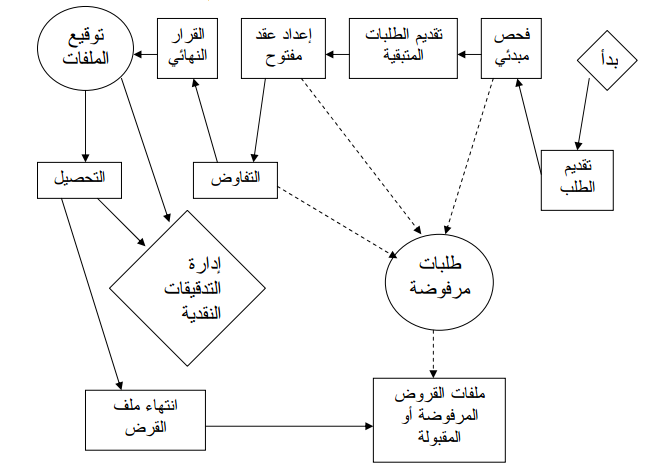 بدأ
تقديم
الطلب
فحص
مبدئي
تقديم الطلبات
المتبقية
إعداد عقد
مفتوح
التفاوض
القرار
النهائي
توقيع
الملفات
التحصيل
إدارة
التدقيقات
النقدية
طلبات
مرفوضة
انتهاء ملف
القرض
ملفات القروض
المرفوضة أو
المقبولة